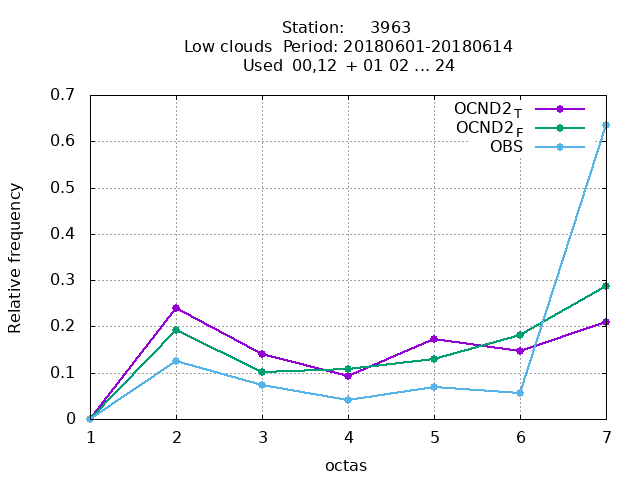 Station: 3963
Low clouds Period: 20180601-20180614
Used 00,12 + 01 02 ... 24
OCND2T
OCND2F
OBS
Relative frequency
0.7
0.6
0.5
0.4
0.3
0.2
0.1
0
1 2 3 4 5 6 7
octas